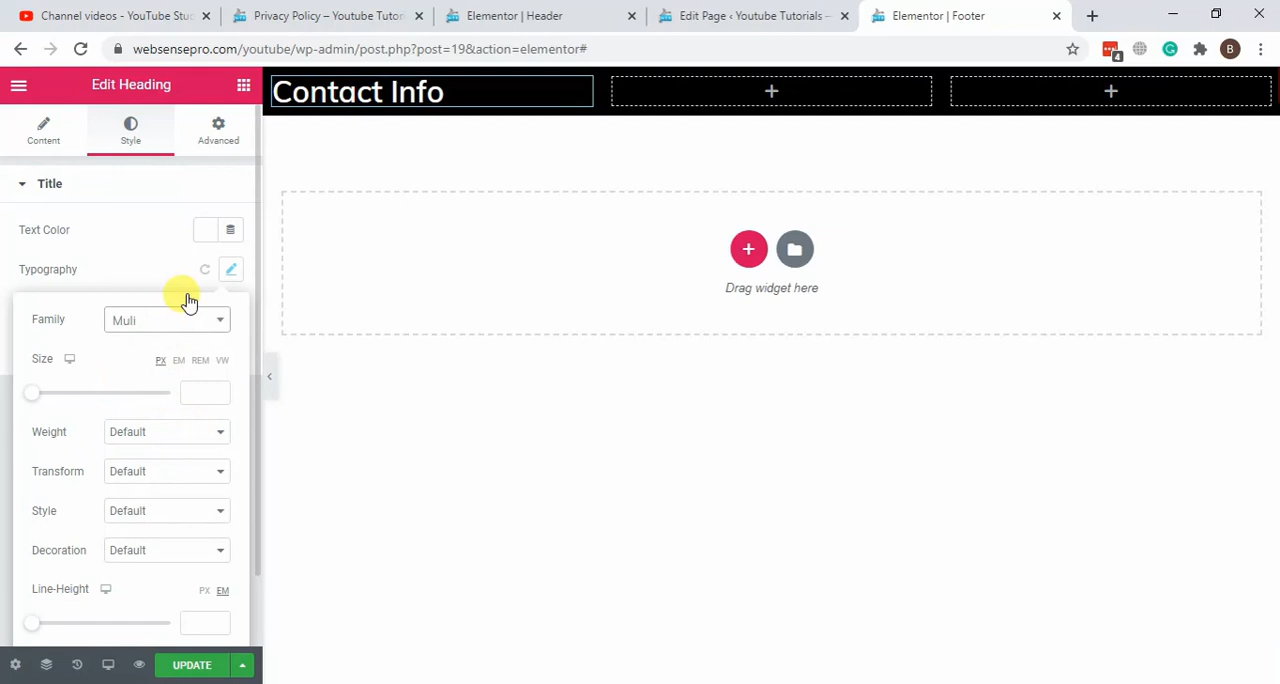 Channel videos - YouTube Stu
Privacy Policy – Youtube Tutor
Elementor | Header
Edit Page ‹ Youtube Tutorials –
Elementor | Footer
websensepro.com/youtube/wp-admin/post.php?post=19&action=elementor#
4
B
Edit Heading
Content
Style
Advanced
Title
Text Color
Typography
Family
Muli
Size
PX EM REM VW
Weight
Default
Transform
Default
Style
Default
Decoration
Default
Line-Height
PX EM
UPDATE
Contact Info
Drag widget here